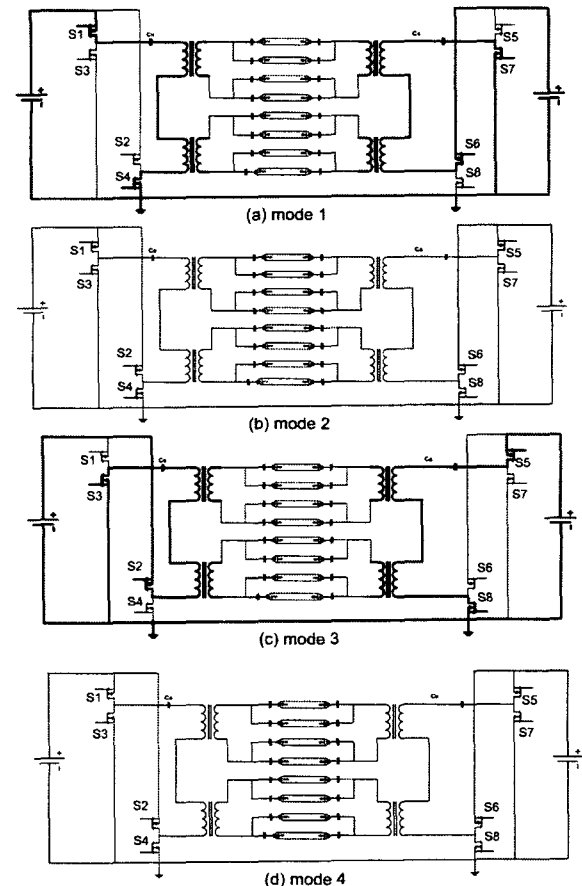 S1
S3
S2
S4
S5
S7
S6
S8
(a) mode 1
S1
S3
S2
S4
S5
S7
S6
S8
(b) mode 2
S1
S3
S2
S4
S5
S7
S6
S8
(c) mode 3
S1
S3
S2
S4
S5
S7
S6
S8
(d) mode 4